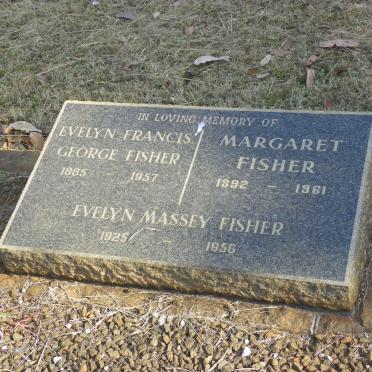 IN LOVING MEMORY OF
EVELYN FRANCIS
GEORGE FISHER
1885 - 1957
MARGARET
FISHER
1892 - 1961
EVELYN MASSEY FISHER
1925 - 1956